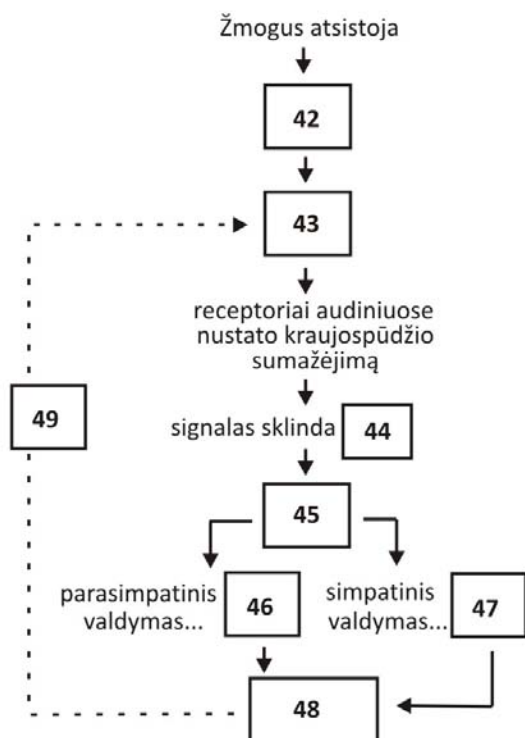 Žmogus atsistoja
42
43
receptoriai audiniuose
nustato kraujospūdžio
sumažėjimą
49
signalas sklinda 44
45
parasimpatinis
valdymas...
46
simpatinis
valdymas...
47
48